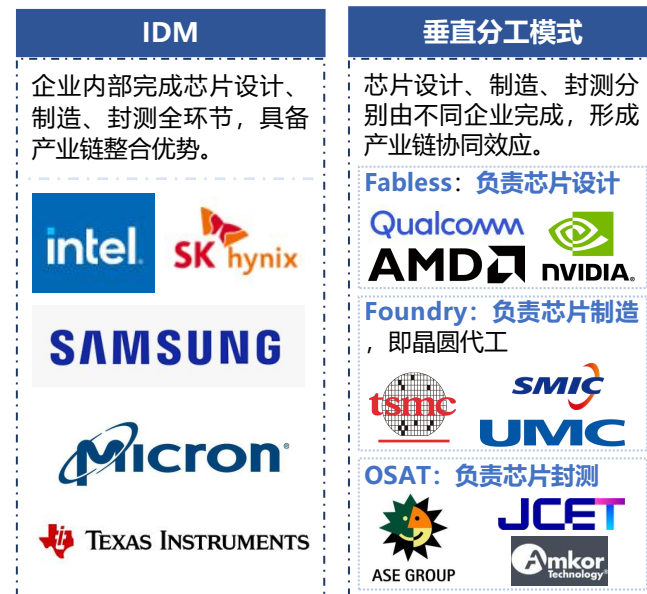 IDM
企业内部完成芯片设计、
制造、封测全环节，具备
产业链整合优势。
intel.
SK hynix
SAMSUNG
Micron
TEXAS INSTRUMENTS
垂直分工模式
芯片设计、制造、封测分
别由不同企业完成，形成
产业链协同效应。
Fabless：负责芯片设计
Qualcomm
AMD
NVIDIA.
Foundry：负责芯片制造
，即晶圆代工
tsmc
SMIC
UMC
OSAT：负责芯片封测
ASE GROUP
JCET
Amkor
Technology®